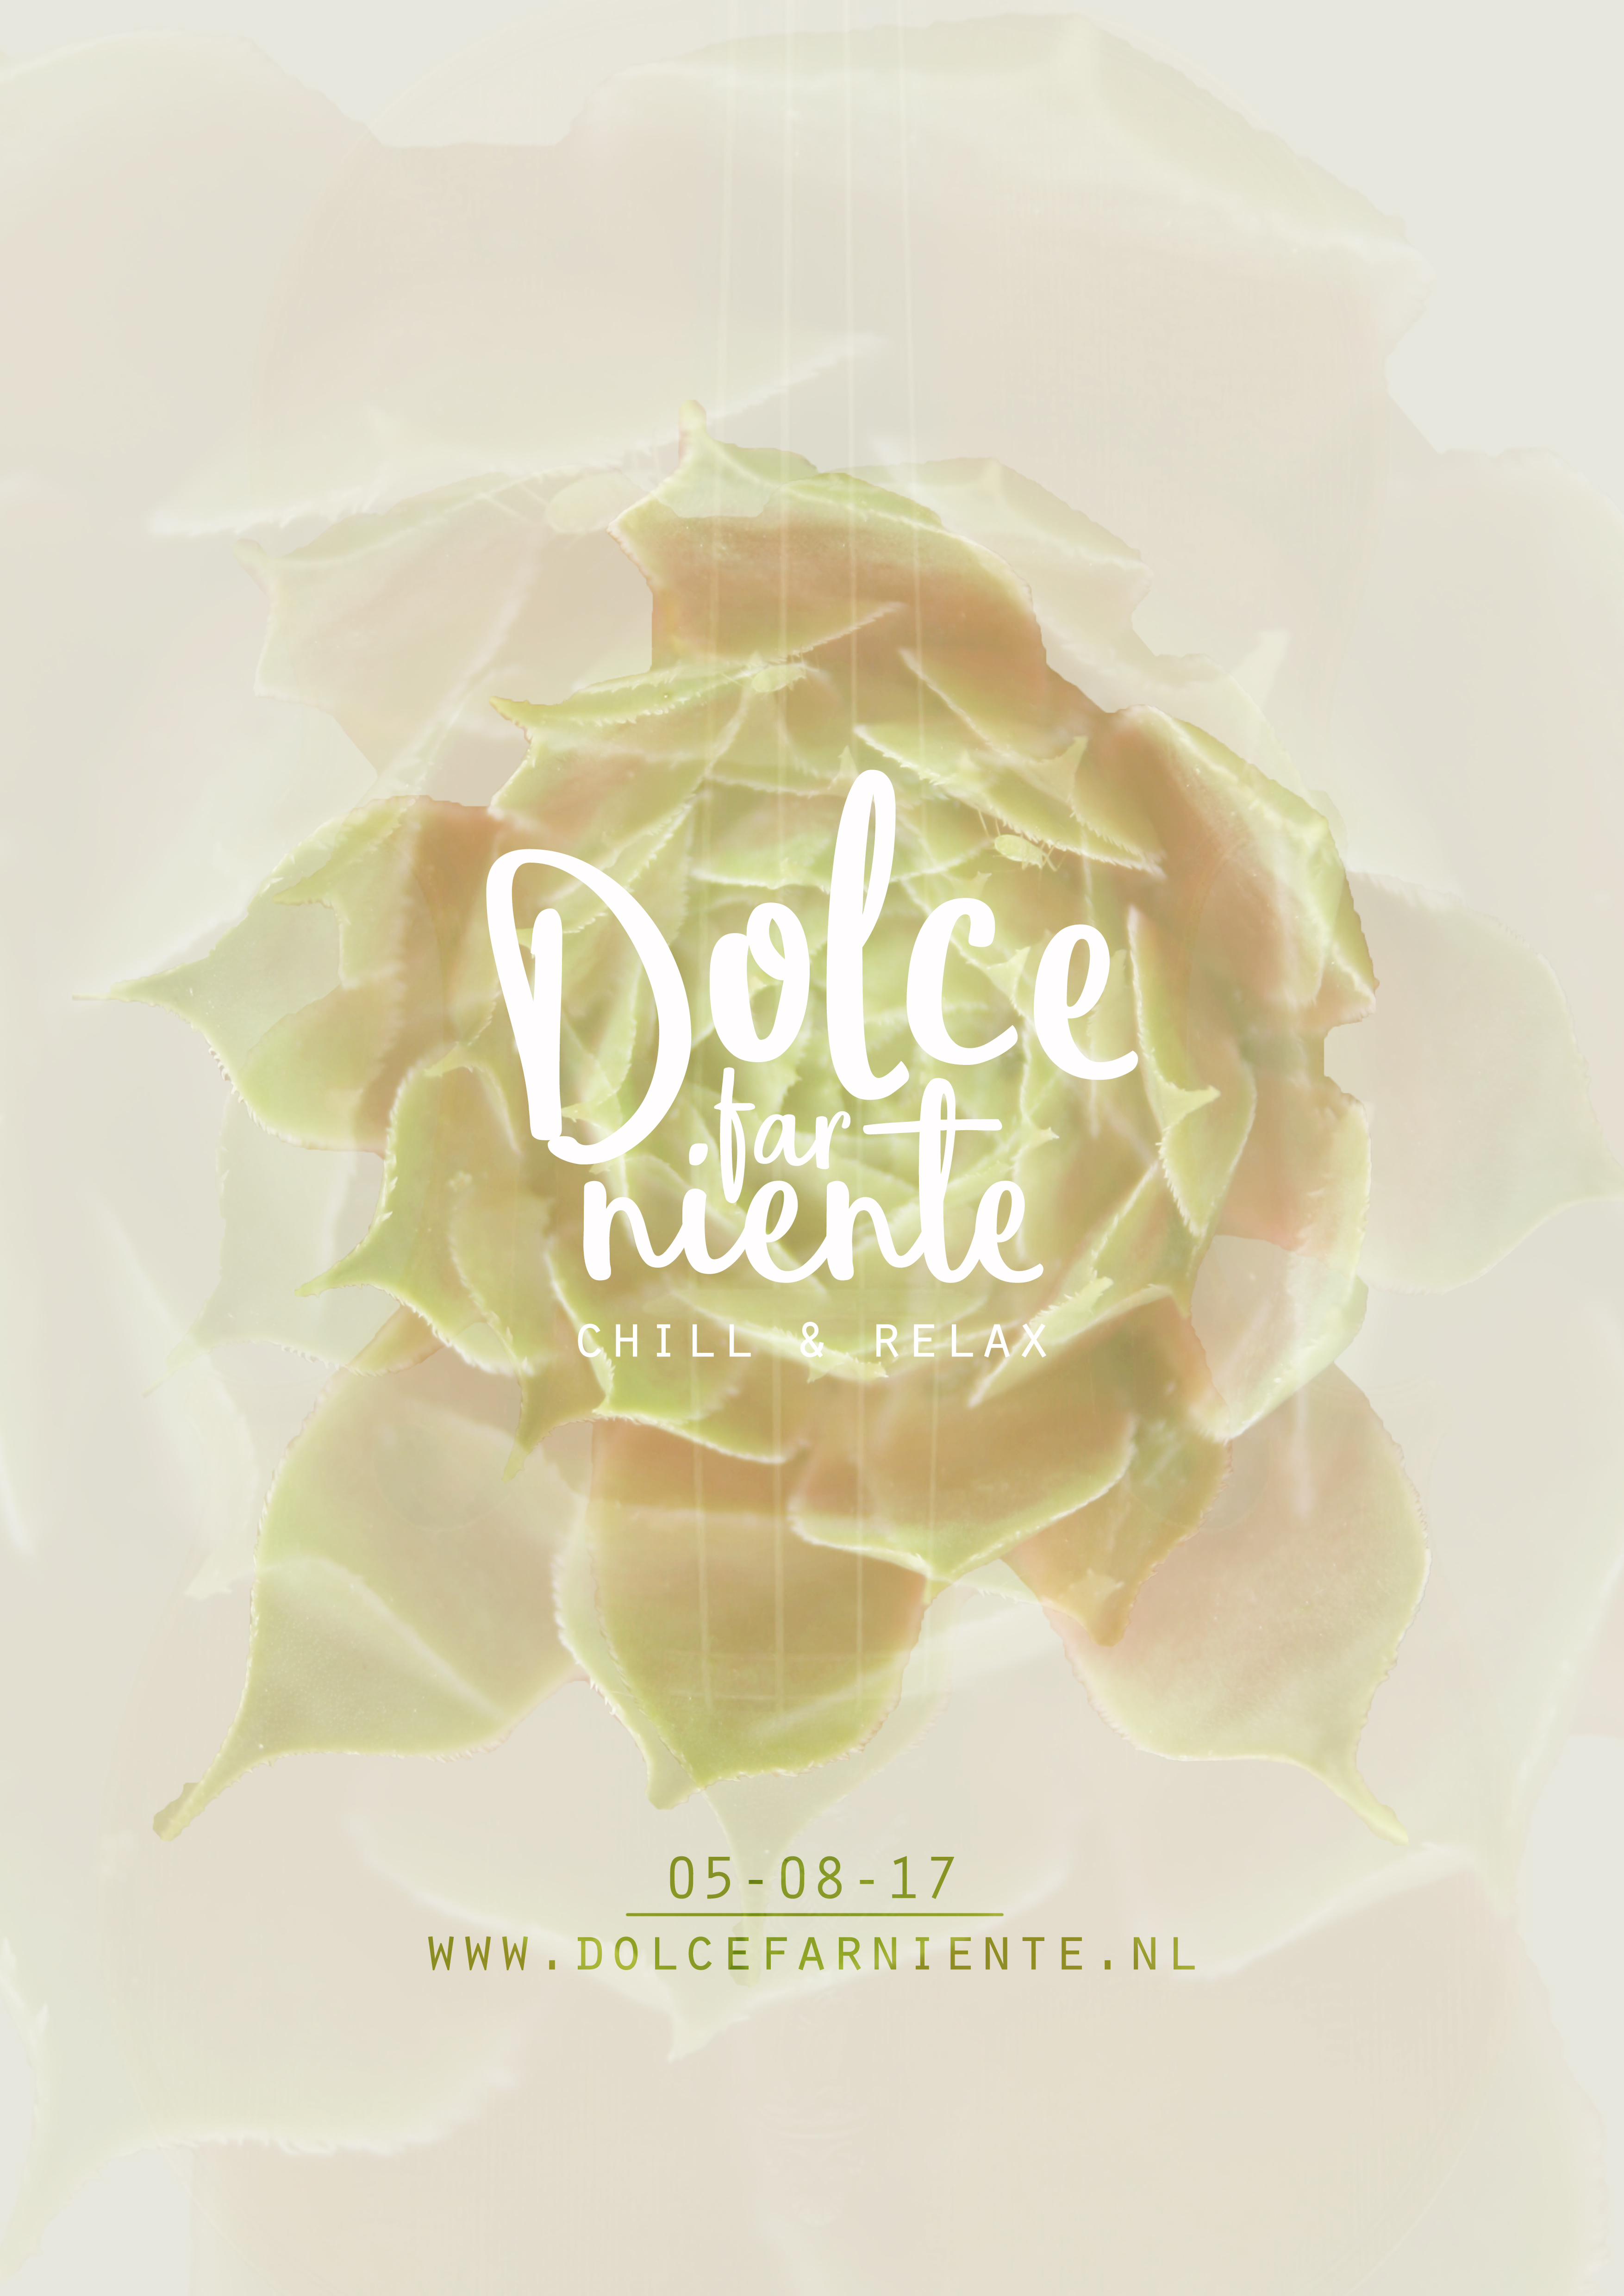 Dolce
far
niente
CHILL & RELAX
05-08-17
WWW.DOLCEFARNIENTE.NL